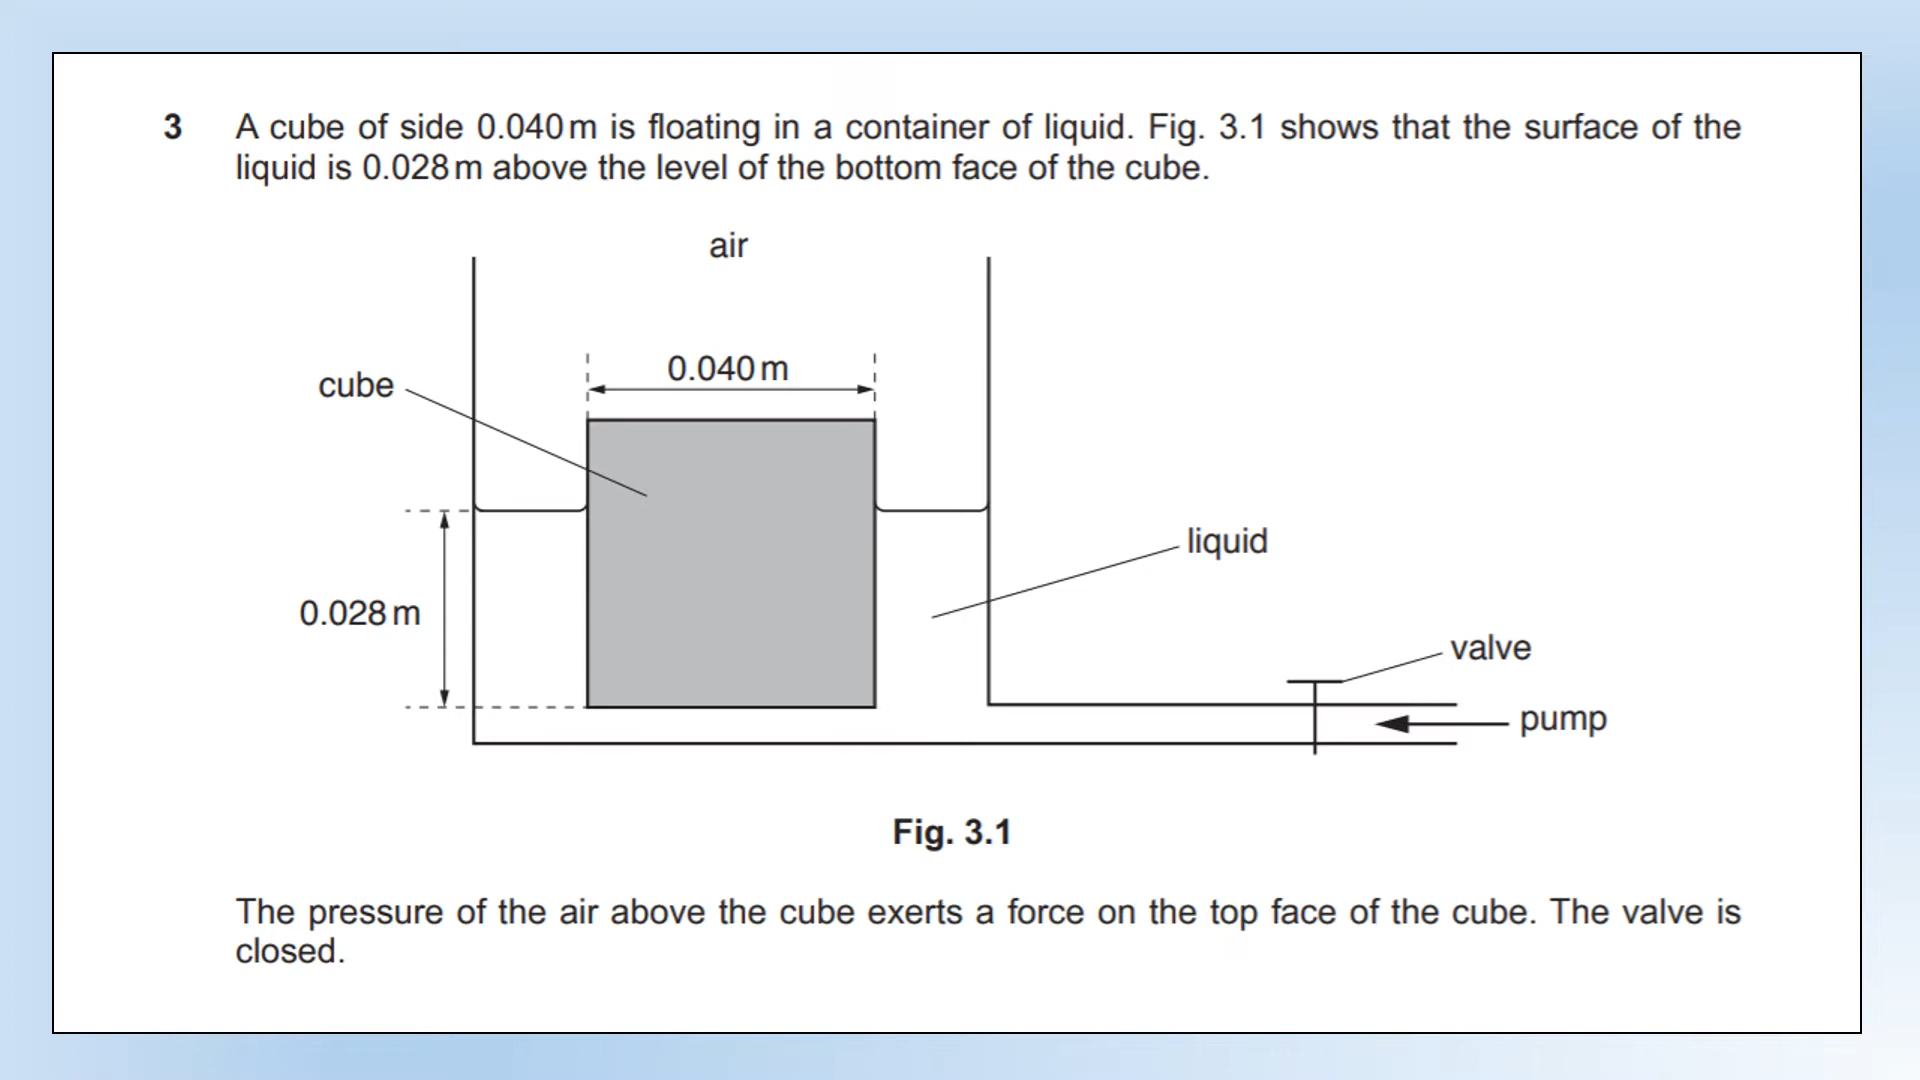 3 A cube of side 0.040 m is floating in a container of liquid. Fig. 3.1 shows that the surface of the
liquid is 0.028 m above the level of the bottom face of the cube.
air
0.040 m
cube
liquid
0.028 m
valve
pump
Fig. 3.1
The pressure of the air above the cube exerts a force on the top face of the cube. The valve is
closed.